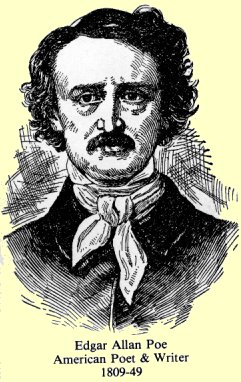 Edgar Allan Poe
American Poet & Writer
1809-49